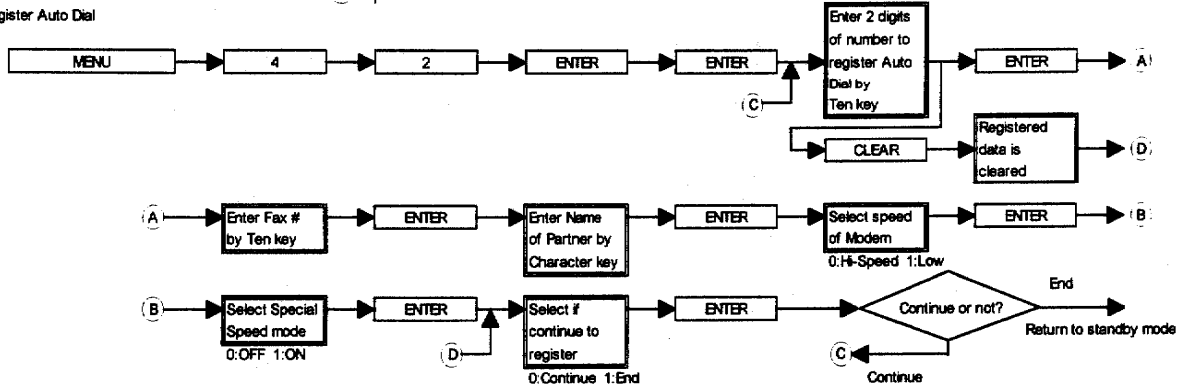 gister Auto Dial
MENU
4
2
ENTER
ENTER
Enter 2 digits
of number to
register Auto
Dial by
Ten key
ENTER
A
C
CLEAR
Registered
data is
cleared
D
A
Enter Fax #
by Ten key
ENTER
Enter Name
of Partner by
Character key
ENTER
Select speed
of Modem
0:Hi-Speed 1:Low
ENTER
B
B
Select Special
Speed mode
0:OFF 1:ON
ENTER
D
Select if
continue to
register
0:Continue 1:End
ENTER
Continue or not?
End
Return to standby mode
C
Continue